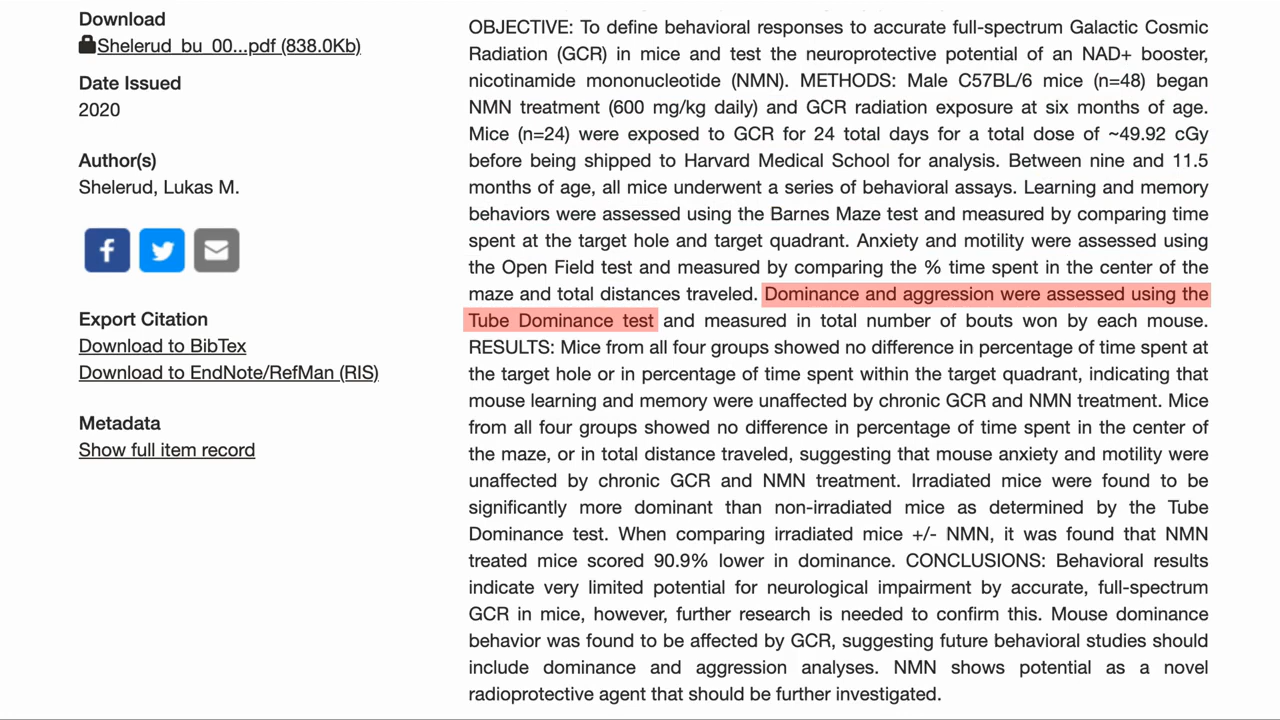 Download
Shelerud_bu_00...pdf (838.0Kb)
Date Issued
2020
Author(s)
Shelerud, Lukas M.
Export Citation
Download to BibTex
Download to EndNote/RefMan (RIS)
Metadata
Show full item record
OBJECTIVE: To define behavioral responses to accurate full-spectrum Galactic Cosmic
Radiation (GCR) in mice and test the neuroprotective potential of an NAD+ booster,
nicotinamide mononucleotide (NMN). METHODS: Male C57BL/6 mice (n=48) began
NMN treatment (600 mg/kg daily) and GCR radiation exposure at six months of age.
Mice (n=24) were exposed to GCR for 24 total days for a total dose of ~49.92 cGy
before being shipped to Harvard Medical School for analysis. Between nine and 11.5
months of age, all mice underwent a series of behavioral assays. Learning and memory
behaviors were assessed using the Barnes Maze test and measured by comparing time
spent at the target hole and target quadrant. Anxiety and motility were assessed using
the Open Field test and measured by comparing the % time spent in the center of the
maze and total distances traveled. Dominance and aggression were assessed using the
Tube Dominance test and measured in total number of bouts won by each mouse.
RESULTS: Mice from all four groups showed no difference in percentage of time spent at
the target hole or in percentage of time spent within the target quadrant, indicating that
mouse learning and memory were unaffected by chronic GCR and NMN treatment. Mice
from all four groups showed no difference in percentage of time spent in the center of
the maze, or in total distance traveled, suggesting that mouse anxiety and motility were
unaffected by chronic GCR and NMN treatment. Irradiated mice were found to be
significantly more dominant than non-irradiated mice as determined by the Tube
Dominance test. When comparing irradiated mice +/- NMN, it was found that NMN
treated mice scored 90.9% lower in dominance. CONCLUSIONS: Behavioral results
indicate very limited potential for neurological impairment by accurate, full-spectrum
GCR in mice, however, further research is needed to confirm this. Mouse dominance
behavior was found to be affected by GCR, suggesting future behavioral studies should
include dominance and aggression analyses. NMN shows potential as a novel
radioprotective agent that should be further investigated.